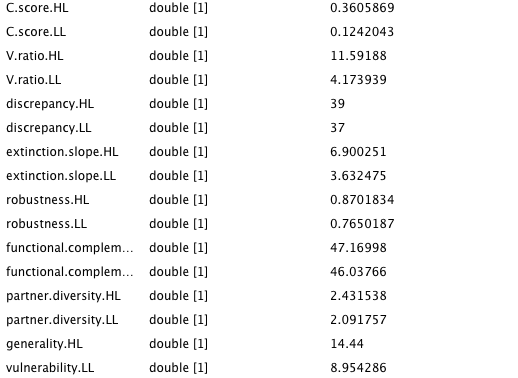 C.score.HL double [1] 0.3605869
C.score.LL double [1] 0.1242043
V.ratio.HL double [1] 11.59188
V.ratio.LL double [1] 4.173939
discrepancy.HL double [1] 39
discrepancy.LL double [1] 37
extinction.slope.HL double [1] 6.900251
extinction.slope.LL double [1] 3.632475
robustness.HL double [1] 0.8701834
robustness.LL double [1] 0.7650187
functional.complem... double [1] 47.16998
functional.complem... double [1] 46.03766
partner.diversity.HL double [1] 2.431538
partner.diversity.LL double [1] 2.091757
generality.HL double [1] 14.44
vulnerability.LL double [1] 8.954286